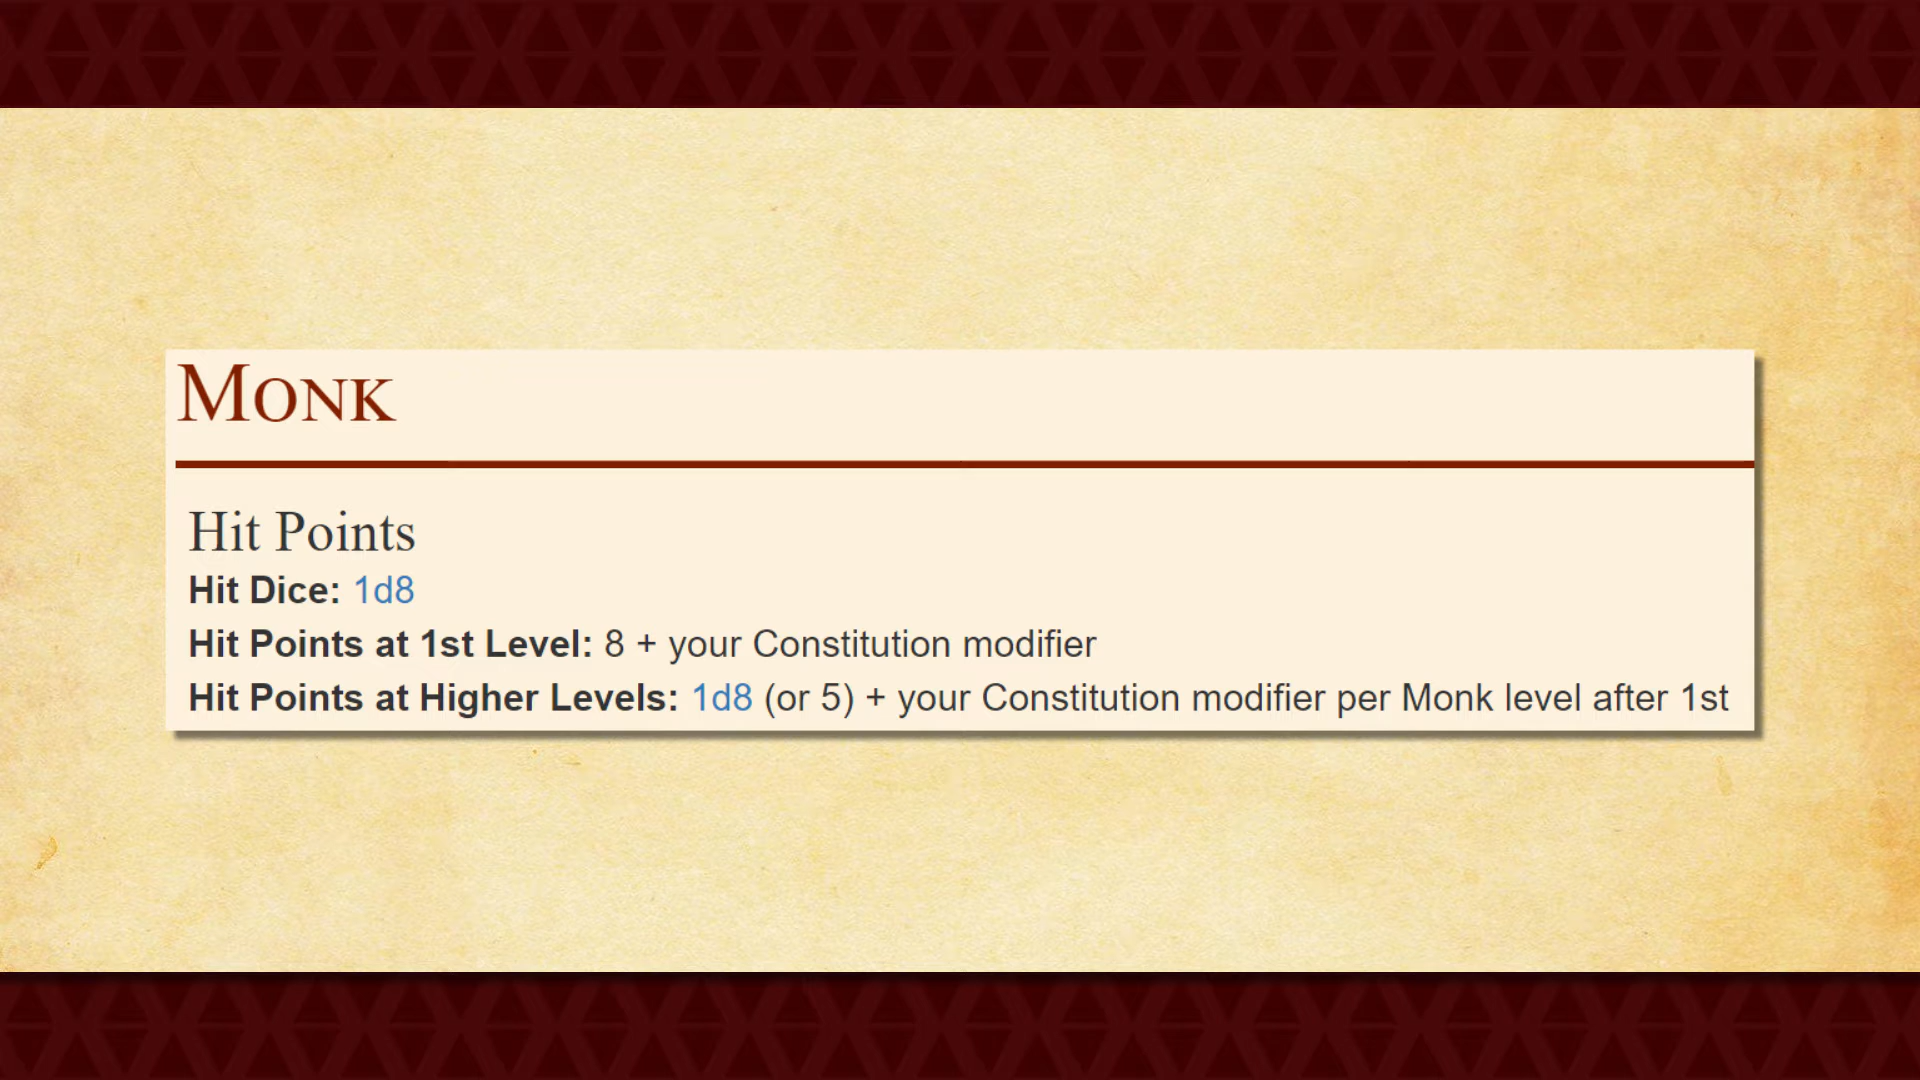 Monk
Hit Points
Hit Dice: 1d8
Hit Points at 1st Level: 8 + your Constitution modifier
Hit Points at Higher Levels: 1d8 (or 5) + your Constitution modifier per Monk level after 1st